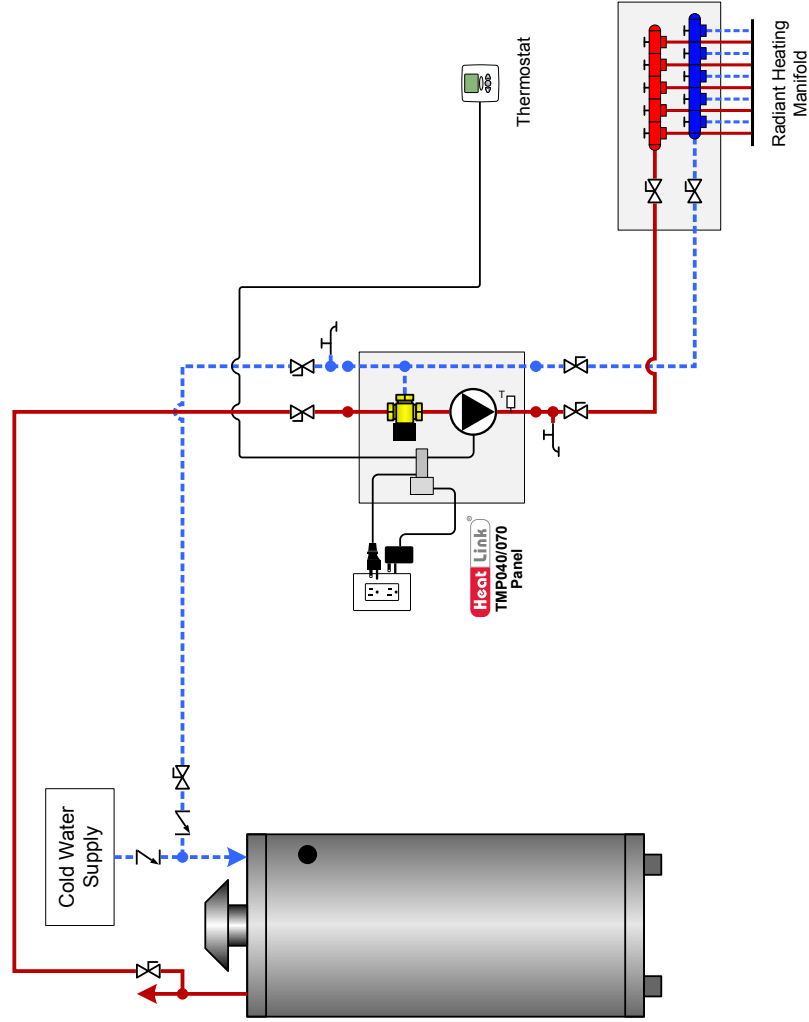 Thermostat
Radiant Heating
Manifold
T
Heat Link®
TMP040/070
Panel
Cold Water
Supply